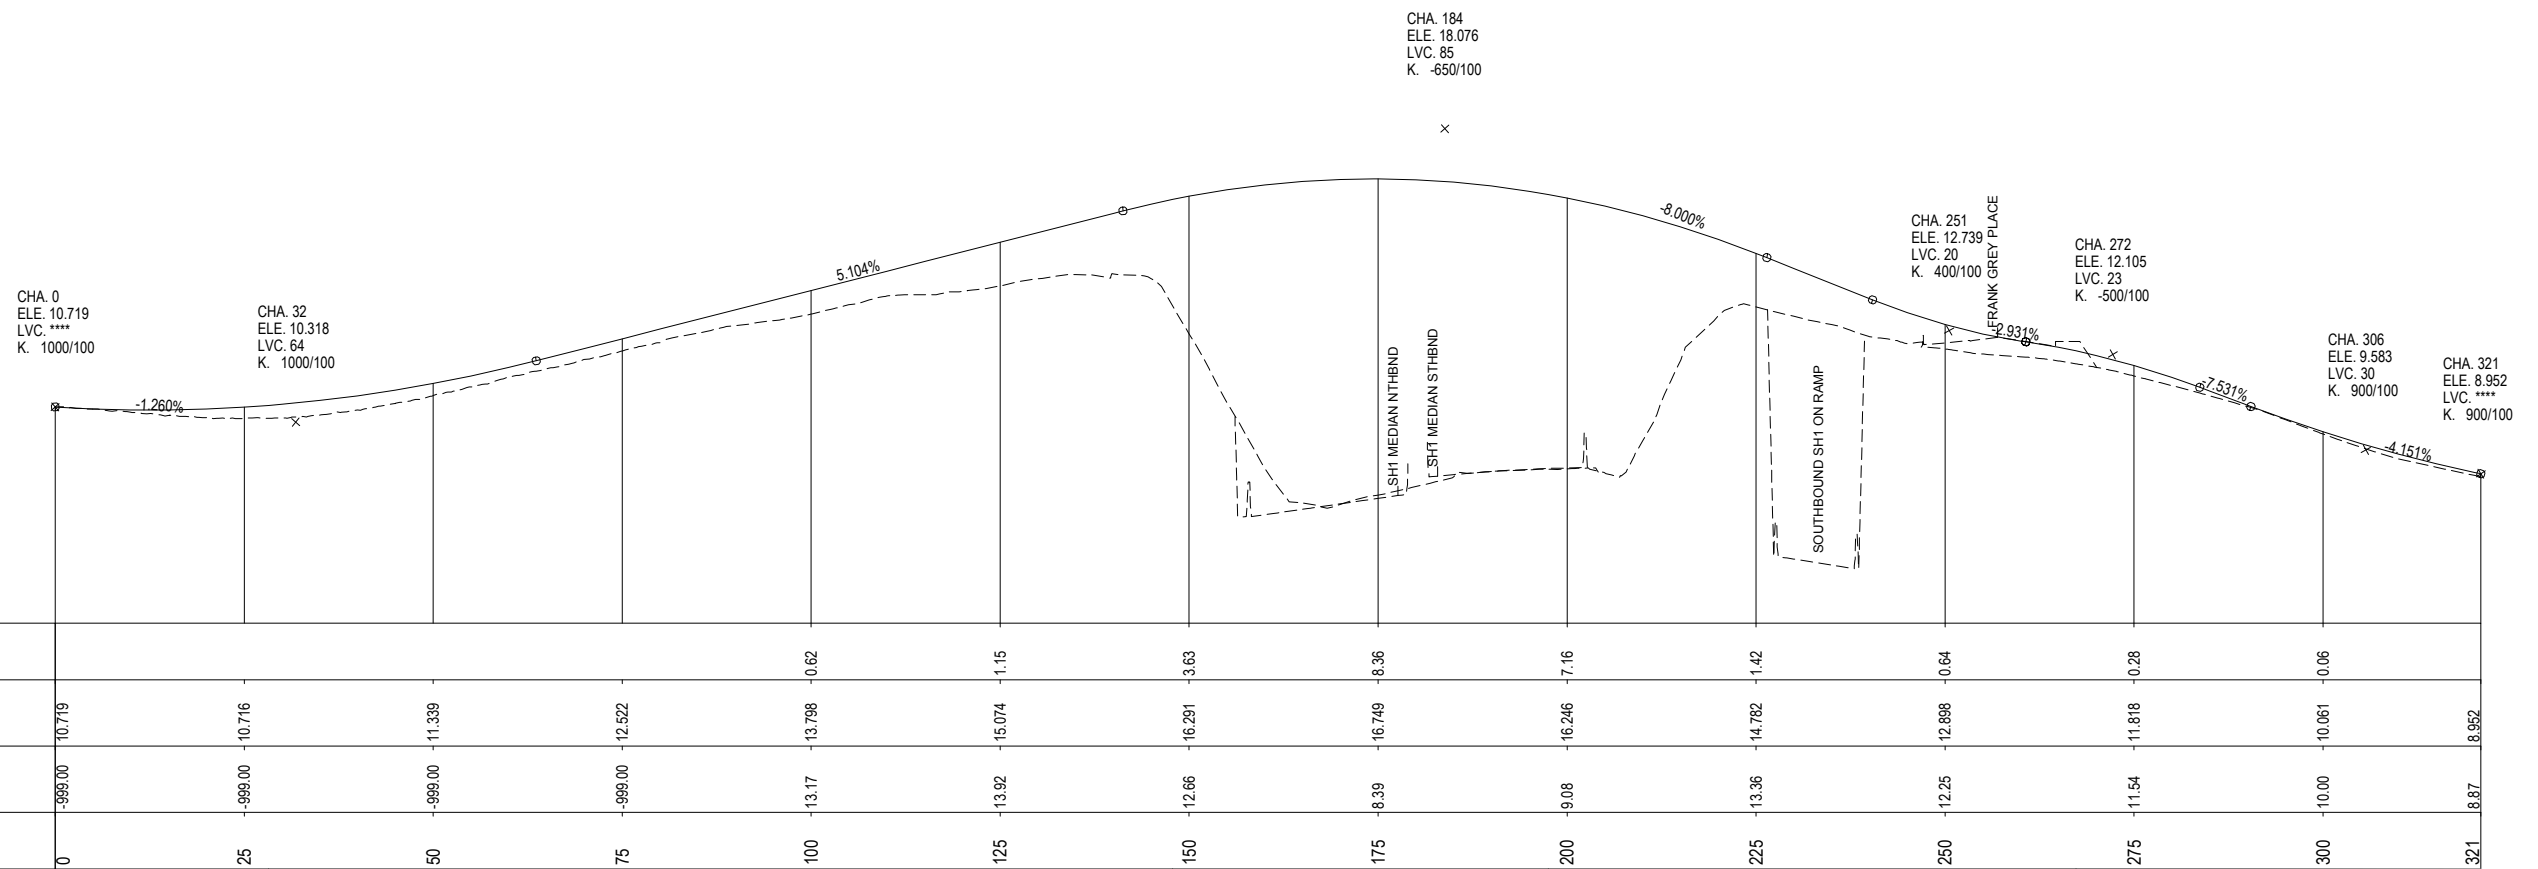 CHA. 184
ELE. 18.076
LVC. 85
K. -650/100
CHA. 0
ELE. 10.719
LVC. ****
K. 1000/100
CHA. 32
ELE. 10.318
LVC. 64
K. 1000/100
CHA. 251
ELE. 12.739
LVC. 20
K. 400/100
CHA. 272
ELE. 12.105
LVC. 23
K. -500/100
CHA. 306
ELE. 9.583
LVC. 30
K. 900/100
CHA. 321
ELE. 8.952
LVC. ****
K. 900/100
-1.260%
5.104%
-8.000%
-2.931%
-7.531%
-4.151%
SH1 MEDIAN NTHBND
SH1 MEDIAN STHBND
SOUTHBOUND SH1 ON RAMP
FRANK GREY PLACE
0.62 1.15 3.63 8.36 7.16 1.42 0.64 0.28 0.06
10.719 10.716 11.339 12.522 13.798 15.074 16.291 16.749 16.246 14.782 12.898 11.818 10.061 8.952
-999.00 -999.00 -999.00 -999.00 13.17 13.92 12.66 8.39 9.08 13.36 12.25 11.54 10.00 8.87
0 25 50 75 100 125 150 175 200 225 250 275 300 321